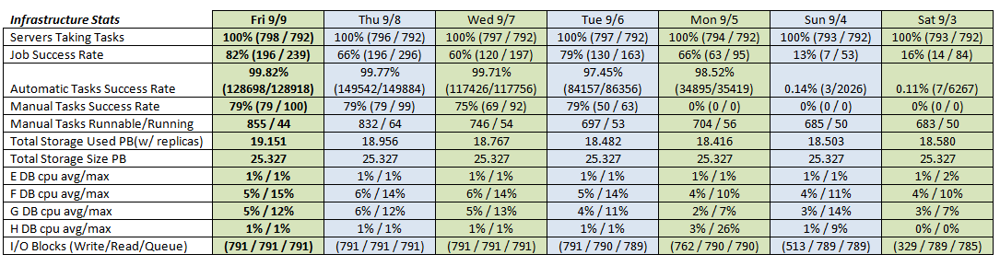 Infrastructure Stats Fri 9/9 Thu 9/8 Wed 9/7 Tue 9/6 Mon 9/5 Sun 9/4 Sat 9/3
Servers Taking Tasks 100% (798 / 792) 100% (796 / 792) 100% (797 / 792) 100% (797 / 792) 100% (794 / 792) 100% (793 / 792) 100% (793 / 792)
Job Success Rate 82% (196 / 239) 66% (196 / 296) 60% (120 / 197) 79% (130 / 163) 66% (63 / 95) 13% (7 / 53) 16% (14 / 84)
99.82% 99.77% 99.71% 97.45% 98.52%
Automatic Tasks Success Rate (128698/128918) (149542/149884) (117426/117756) (84157/86356) (34895/35419) 0.14% (3/2026) 0.11% (7/6267)
Manual Tasks Success Rate 79% (79 / 100) 79% (79 / 99) 75% (69 / 92) 79% (50 / 63) 0% (0 / 0) 0% (0 / 0) 0% (0 / 0)
Manual Tasks Runnable/Running 855 / 44 832 / 64 746 / 54 697 / 53 704 / 56 685 / 50 683 / 50
Total Storage Used PB(w/ replicas) 19.151 18.956 18.767 18.482 18.416 18.503 18.580
Total Storage Size PB 25.327 25.327 25.327 25.327 25.327 25.327 25.327
E DB cpu avg/max 1% / 1% 1% / 1% 1% / 1% 1% / 1% 1% / 1% 1% / 1% 1% / 2%
F DB cpu avg/max 5% / 15% 6% / 14% 6% / 14% 5% / 14% 4% / 10% 4% / 11% 4% / 10%
G DB cpu avg/max 5% / 12% 6% / 12% 5% / 13% 4% / 11% 2% / 7% 3% / 14% 3% / 7%
H DB cpu avg/max 1% / 1% 1% / 1% 1% / 1% 1% / 1% 3% / 26% 1% / 9% 0% / 0%
I/O Blocks (Write/Read/Queue) (791 / 791 / 791) (791 / 791 / 791) (791 / 791 / 791) (791 / 790 / 789) (762 / 790 / 790) (513 / 789 / 789) (329 / 789 / 785)